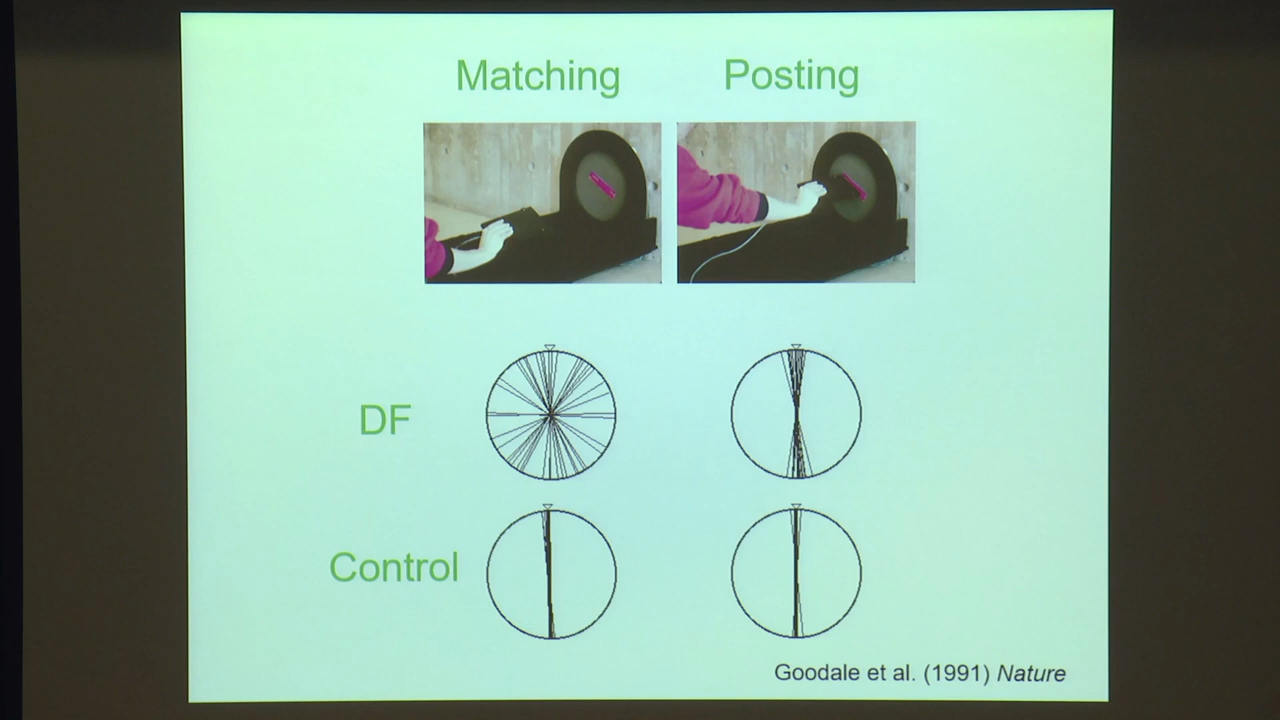 Matching
Posting
DF
Control
Goodale et al. (1991) Nature